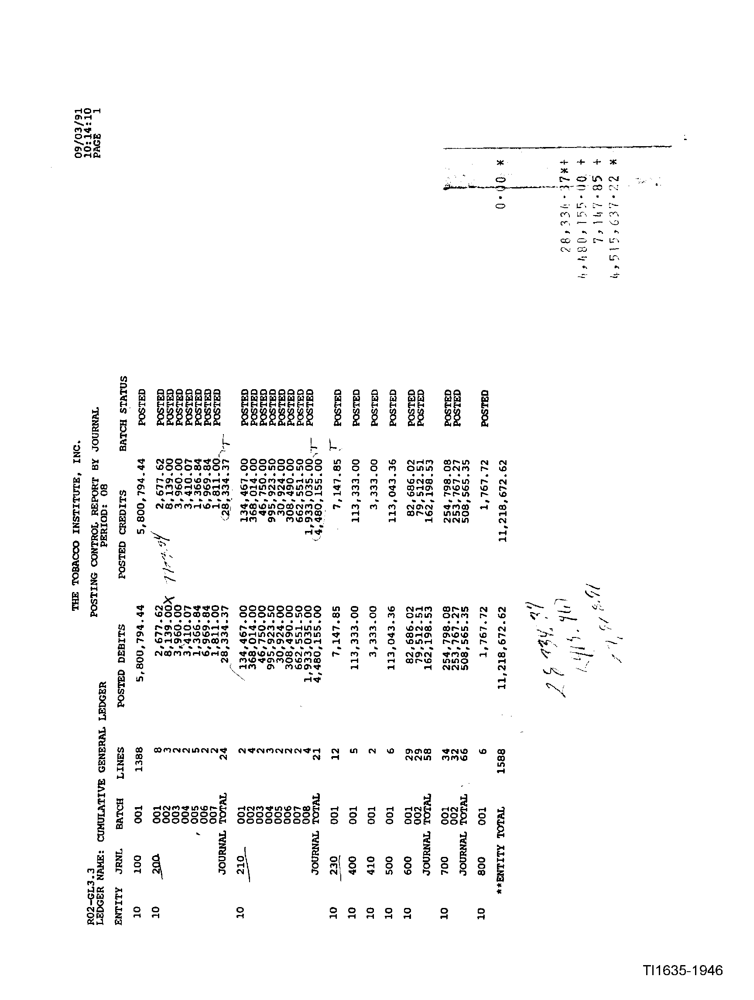 09/03/91
10:14:10
PAGE 1
THE TOBACCO INSTITUTE, INC.
R02-GL3.3
LEDGER NAME: CUMULATIVE GENERAL LEDGER POSTING CONTROL REPORT BY JOURNAL
PERIOD: 08
ENTITY JRNL BATCH LINES POSTED DEBITS POSTED CREDITS BATCH STATUS
10 100 001 1388 5,800,794.44 5,800,794.44 POSTED
10 200 001 8 2,677.62 2,677.62 POSTED
002 3 8,139.00 8,139.00 POSTED
003 2 3,960.00 3,960.00 POSTED
004 2 3,410.07 3,410.07 POSTED
005 5 1,366.84 1,366.84 POSTED
006 2 6,969.84 6,969.84 POSTED
007 2 1,811.00 1,811.00 POSTED
JOURNAL TOTAL 24 28,334.37 28,334.37
10 210 001 2 134,467.00 134,467.00 POSTED
002 4 368,014.00 368,014.00 POSTED
003 2 46,750.00 46,750.00 POSTED
004 3 995,923.50 995,923.50 POSTED
005 2 30,924.00 30,924.00 POSTED
006 2 308,490.00 308,490.00 POSTED
007 2 662,551.50 662,551.50 POSTED
008 4 1,933,035.00 1,933,035.00 POSTED
JOURNAL TOTAL 21 4,480,155.00 4,480,155.00
10 230 001 12 7,147.85 7,147.85 POSTED
10 400 001 5 113,333.00 113,333.00 POSTED
10 410 001 2 3,333.00 3,333.00 POSTED
10 500 001 6 113,043.36 113,043.36 POSTED
10 600 001 29 82,686.02 82,686.02 POSTED
002 29 79,512.51 79,512.51 POSTED
JOURNAL TOTAL 58 162,198.53 162,198.53
10 700 001 34 254,798.08 254,798.08 POSTED
002 32 253,767.27 253,767.27 POSTED
JOURNAL TOTAL 66 508,565.35 508,565.35
10 800 001 6 1,767.72 1,767.72 POSTED
**ENTITY TOTAL 1588 11,218,672.62 11,218,672.62
0.00 *
28,334.37*+
4,480,155.00 +
7,147.85 +
4,515,637.22 *
TI1635-1946